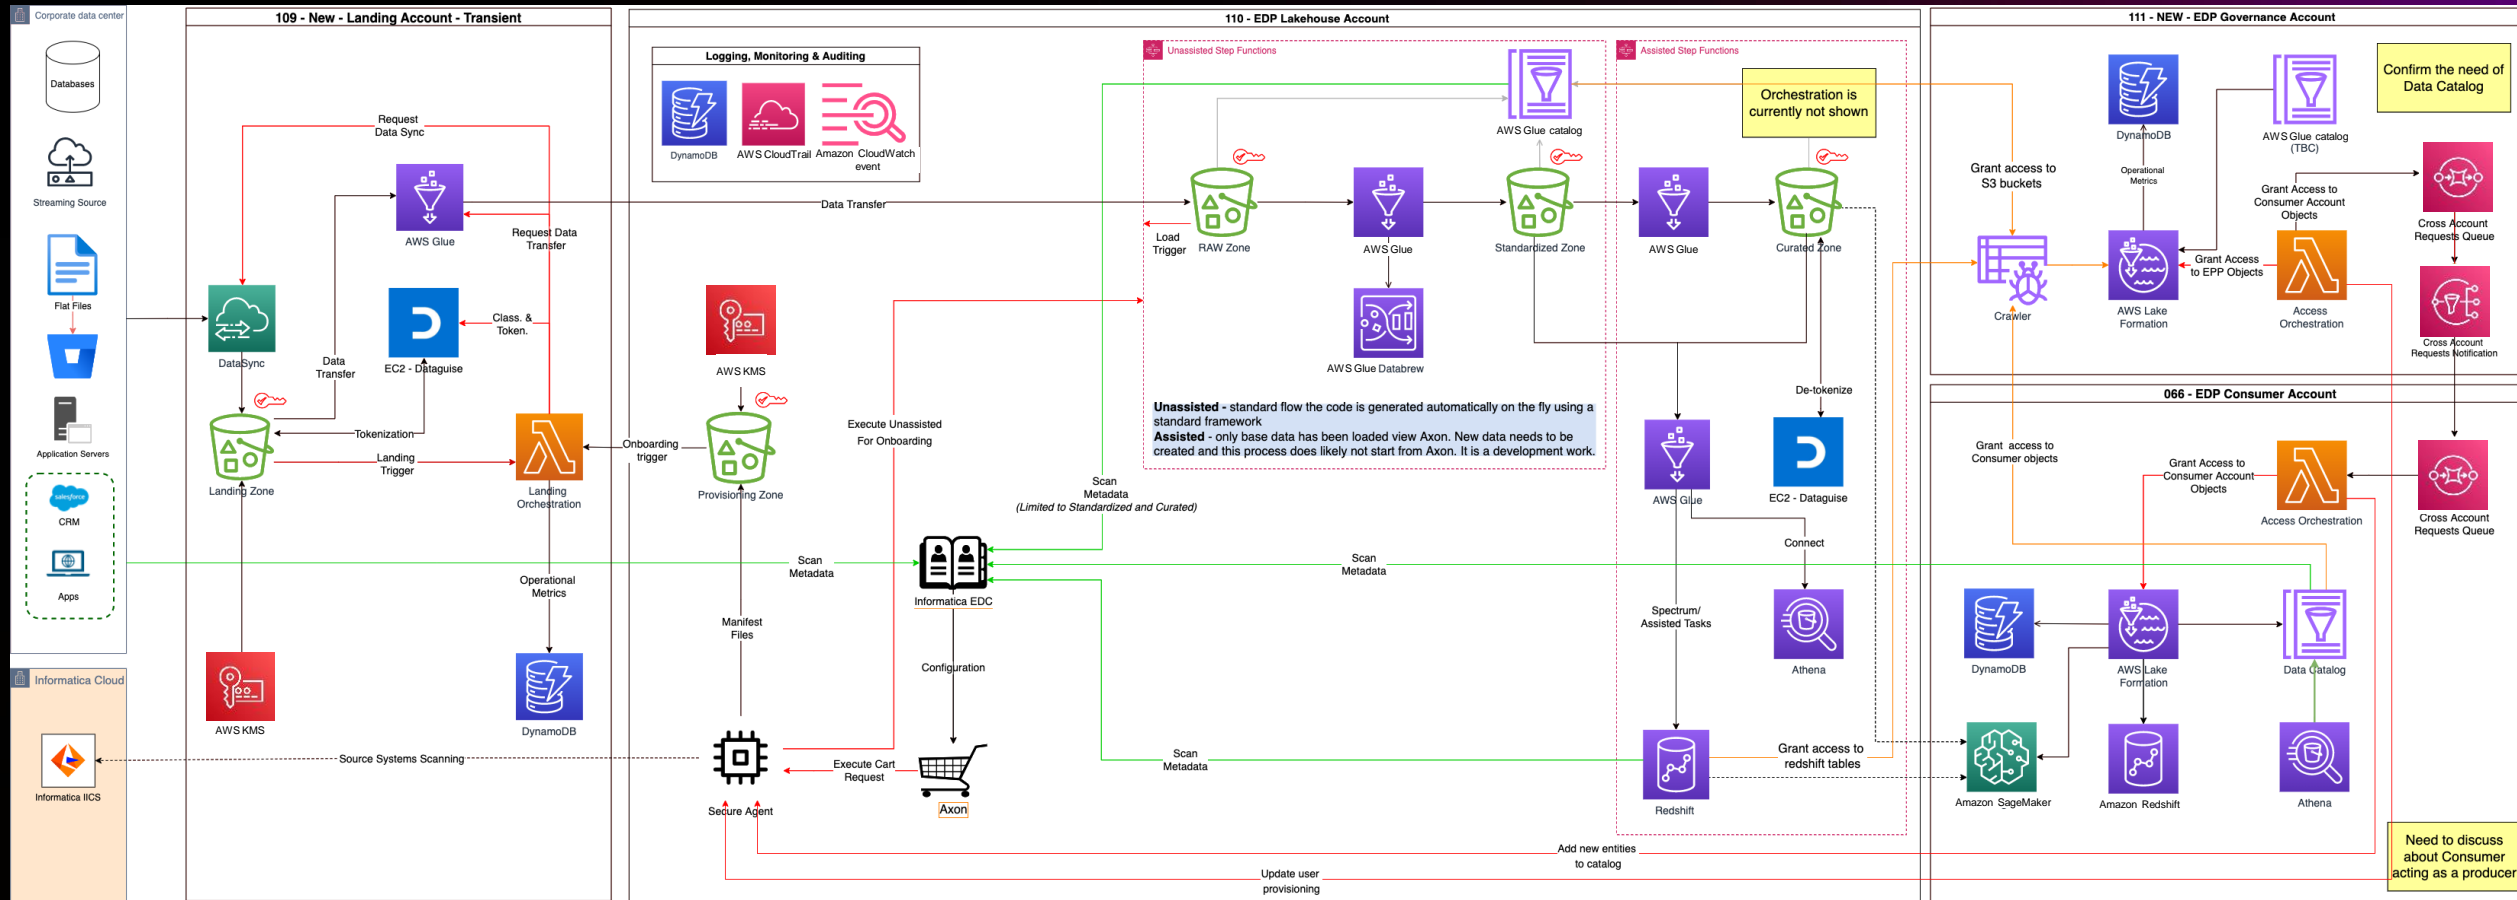 Corporate data center
Databases
Streaming Source
Flat Files
Application Servers
salesforce
CRM
Apps
Informatica Cloud
Informatica IICS
109 - New - Landing Account - Transient
Request
Data Sync
AWS Glue
Request Data
Transfer
DataSync
Data
Transfer
EC2 - Dataguise
Class. &
Token.
Tokenization
Landing
Trigger
Landing Zone
Landing
Orchestration
Operational
Metrics
AWS KMS
DynamoDB
Source Systems Scanning
110 - EDP Lakehouse Account
Logging, Monitoring & Auditing
DynamoDB
AWS CloudTrail
Amazon CloudWatch
event
Data Transfer
AWS KMS
Onboarding
trigger
Provisioning Zone
Execute Unassisted
For Onboarding
Scan
Metadata
Manifest
Files
Informatica EDC
Configuration
Execute Cart
Request
Secure Agent
Axon
Unassisted Step Functions
AWS Glue catalog
Load
Trigger
RAW Zone
AWS Glue
Standardized Zone
AWS Glue Databrew
Unassisted - standard flow the code is generated automatically on the fly using a
standard framework
Assisted - only base data has been loaded view Axon. New data needs to be
created and this process does likely not start from Axon. It is a development work.
Scan
Metadata
(Limited to Standardized and Curated)
Scan
Metadata
Scan
Metadata
Assisted Step Functions
Orchestration is
currently not shown
AWS Glue
Curated Zone
De-tokenize
AWS Glue
EC2 - Dataguise
Connect
Spectrum/
Assisted Tasks
Athena
Redshift
Grant access to
redshift tables
Add new entities
to catalog
Update user
provisioning
111 - NEW - EDP Governance Account
Confirm the need of
Data Catalog
DynamoDB
AWS Glue catalog
(TBC)
Grant access to
S3 buckets
Operational
Metrics
Grant Access to
Consumer Account
Objects
Cross Account
Requests Queue
Grant Access
to EPP Objects
Crawler
AWS Lake
Formation
Access
Orchestration
Cross Account
Requests Notification
066 - EDP Consumer Account
Grant access to
Consumer objects
Grant Access to
Consumer Account
Objects
Access Orchestration
Cross Account
Requests Queue
DynamoDB
AWS Lake
Formation
Data Catalog
Amazon SageMaker
Amazon Redshift
Athena
Need to discuss
about Consumer
acting as a producer